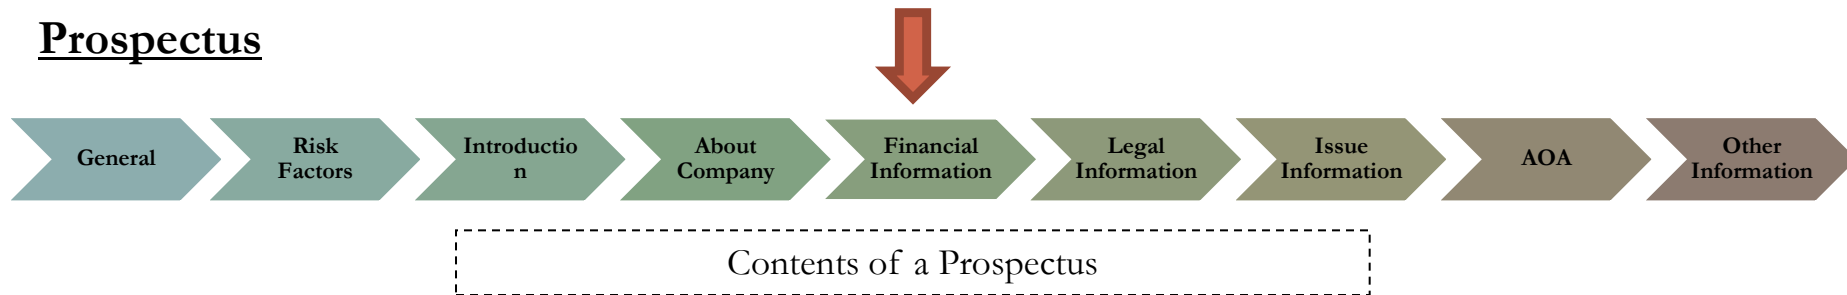 Prospectus
General
Risk
Factors
Introductio
n
About
Company
Financial
Information
Legal
Information
Issue
Information
AOA
Other
Information
Contents of a Prospectus